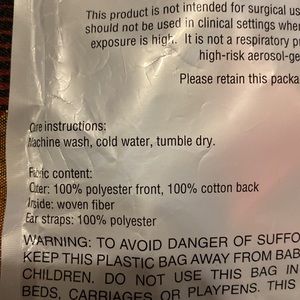 This product is not intended for surgical us
should not be used in clinical settings when
exposure is high. It is not a respiratory pr
high-risk aerosol-ge
Please retain this packa
Care instructions:
Machine wash, cold water, tumble dry.
Fabric content:
Outer: 100% polyester front, 100% cotton back
Inside: woven fiber
Ear straps: 100% polyester
WARNING: TO AVOID DANGER OF SUFFO
KEEP THIS PLASTIC BAG AWAY FROM BAB
CHILDREN. DO NOT USE THIS BAG IN
BEDS, CARRIAGES OR PLAYPENS. THIS